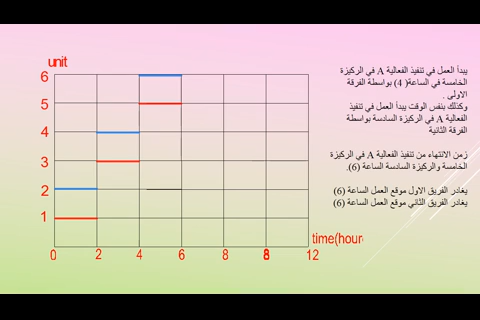 unit
6
5
4
3
2
1
0 2 4 6 8 8 12
time(hour
يبدأ العمل في تنفيذ الفعالية A في الركيزة
الخامسة في الساعة( 4) بواسطة الفرقة
الاولى .
وكذلك بنفس الوقت يبدأ العمل في تنفيذ
الفعالية A في الركيزة السادسة بواسطة
الفرقة الثانية
زمن الانتهاء من تنفيذ الفعالية A في الركيزة
الخامسة والركيزة السادسة الساعة (6).
يغادر الفريق الاول موقع العمل الساعة (6)
يغادر الفريق الثاني موقع العمل الساعة (6)